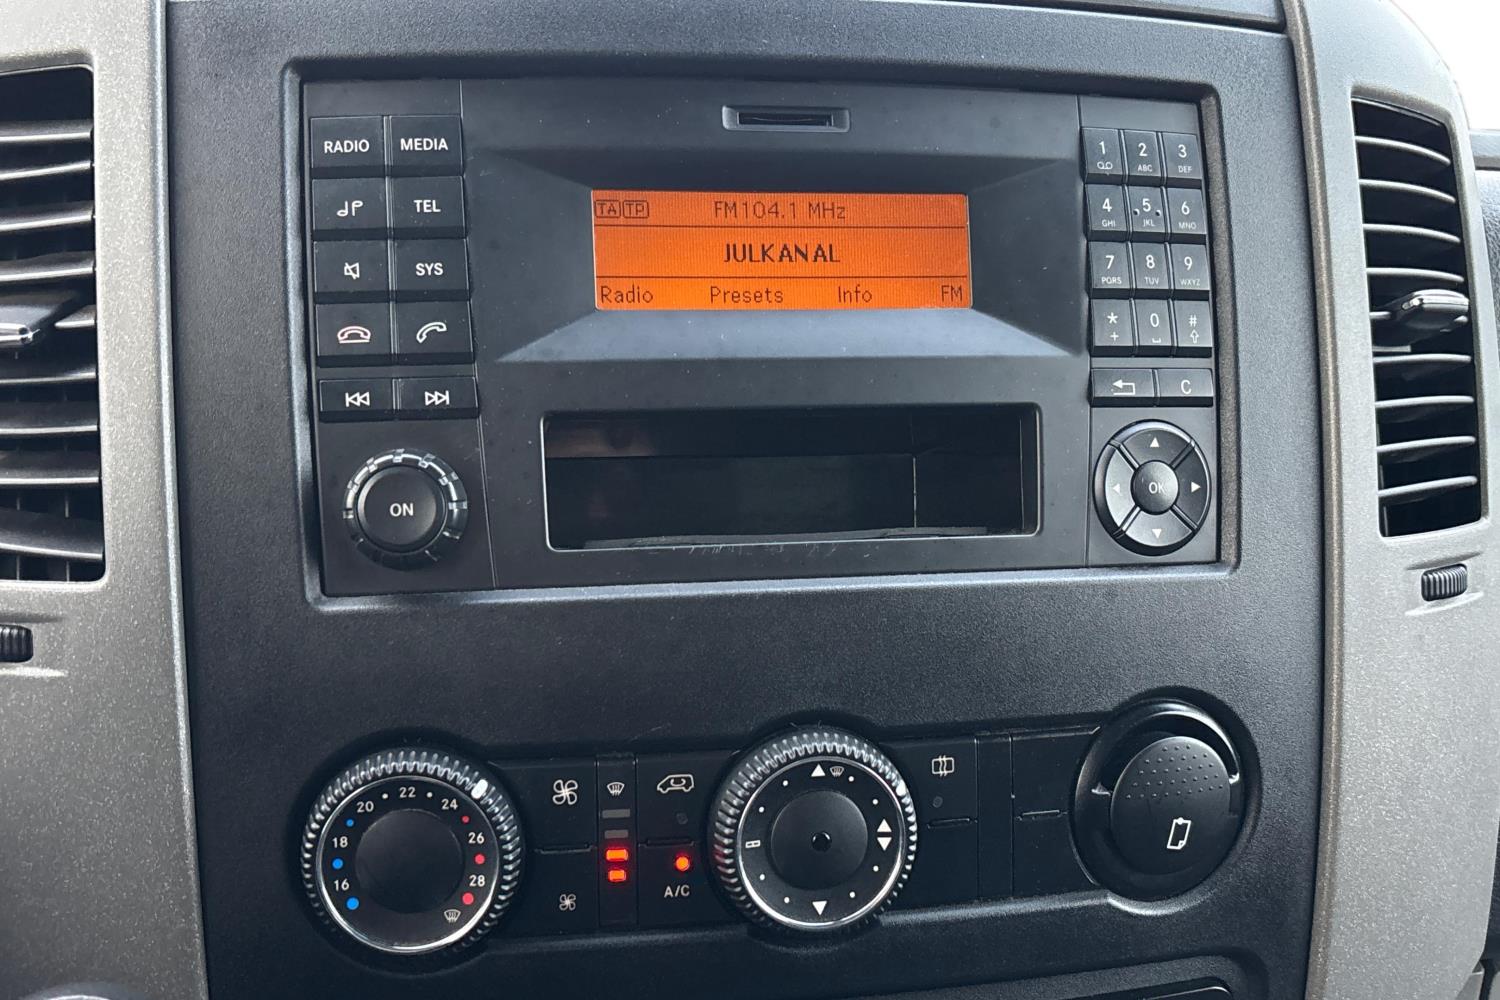 RADIO MEDIA
TEL
SYS
ON
TA TP FM104.1 MHz
JULKANAL
Radio Presets Info FM
1 2 3
ABC DEF
4 5 6
GHI JKL MNO
7 8 9
PQRS TUV WXYZ
* 0 #
+
C
OK
16 18 20 22 24 26 28
A/C